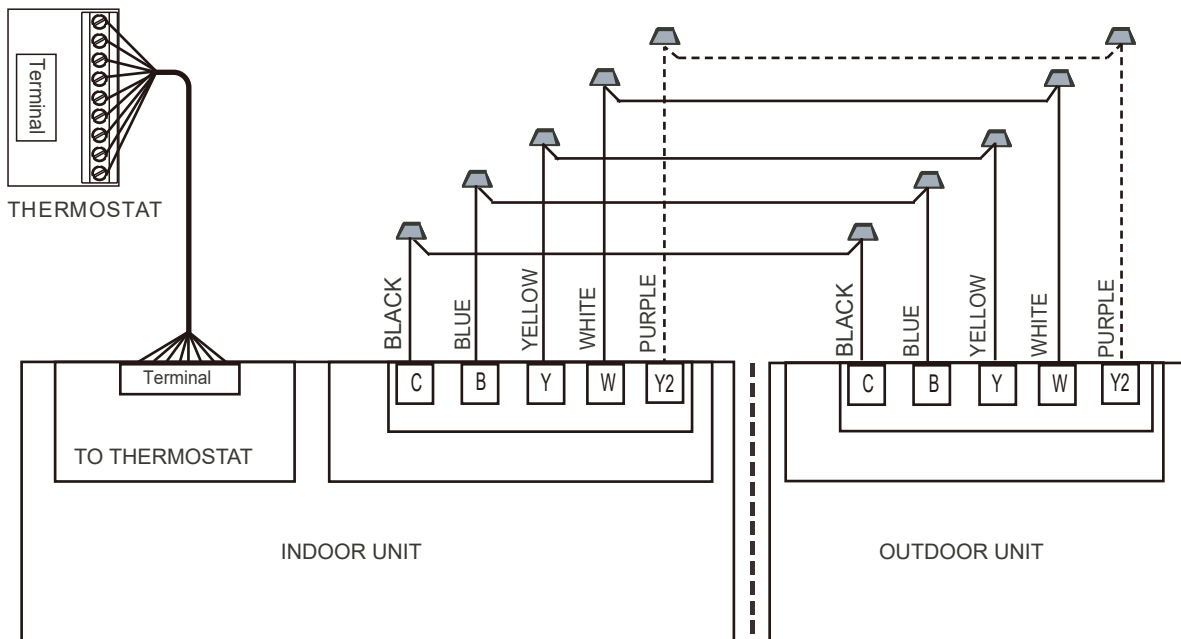 Terminal
THERMOSTAT
BLACK
BLUE
YELLOW
WHITE
PURPLE
BLACK
BLUE
YELLOW
WHITE
PURPLE
Terminal
C B Y W Y2
C B Y W Y2
TO THERMOSTAT
INDOOR UNIT
OUTDOOR UNIT